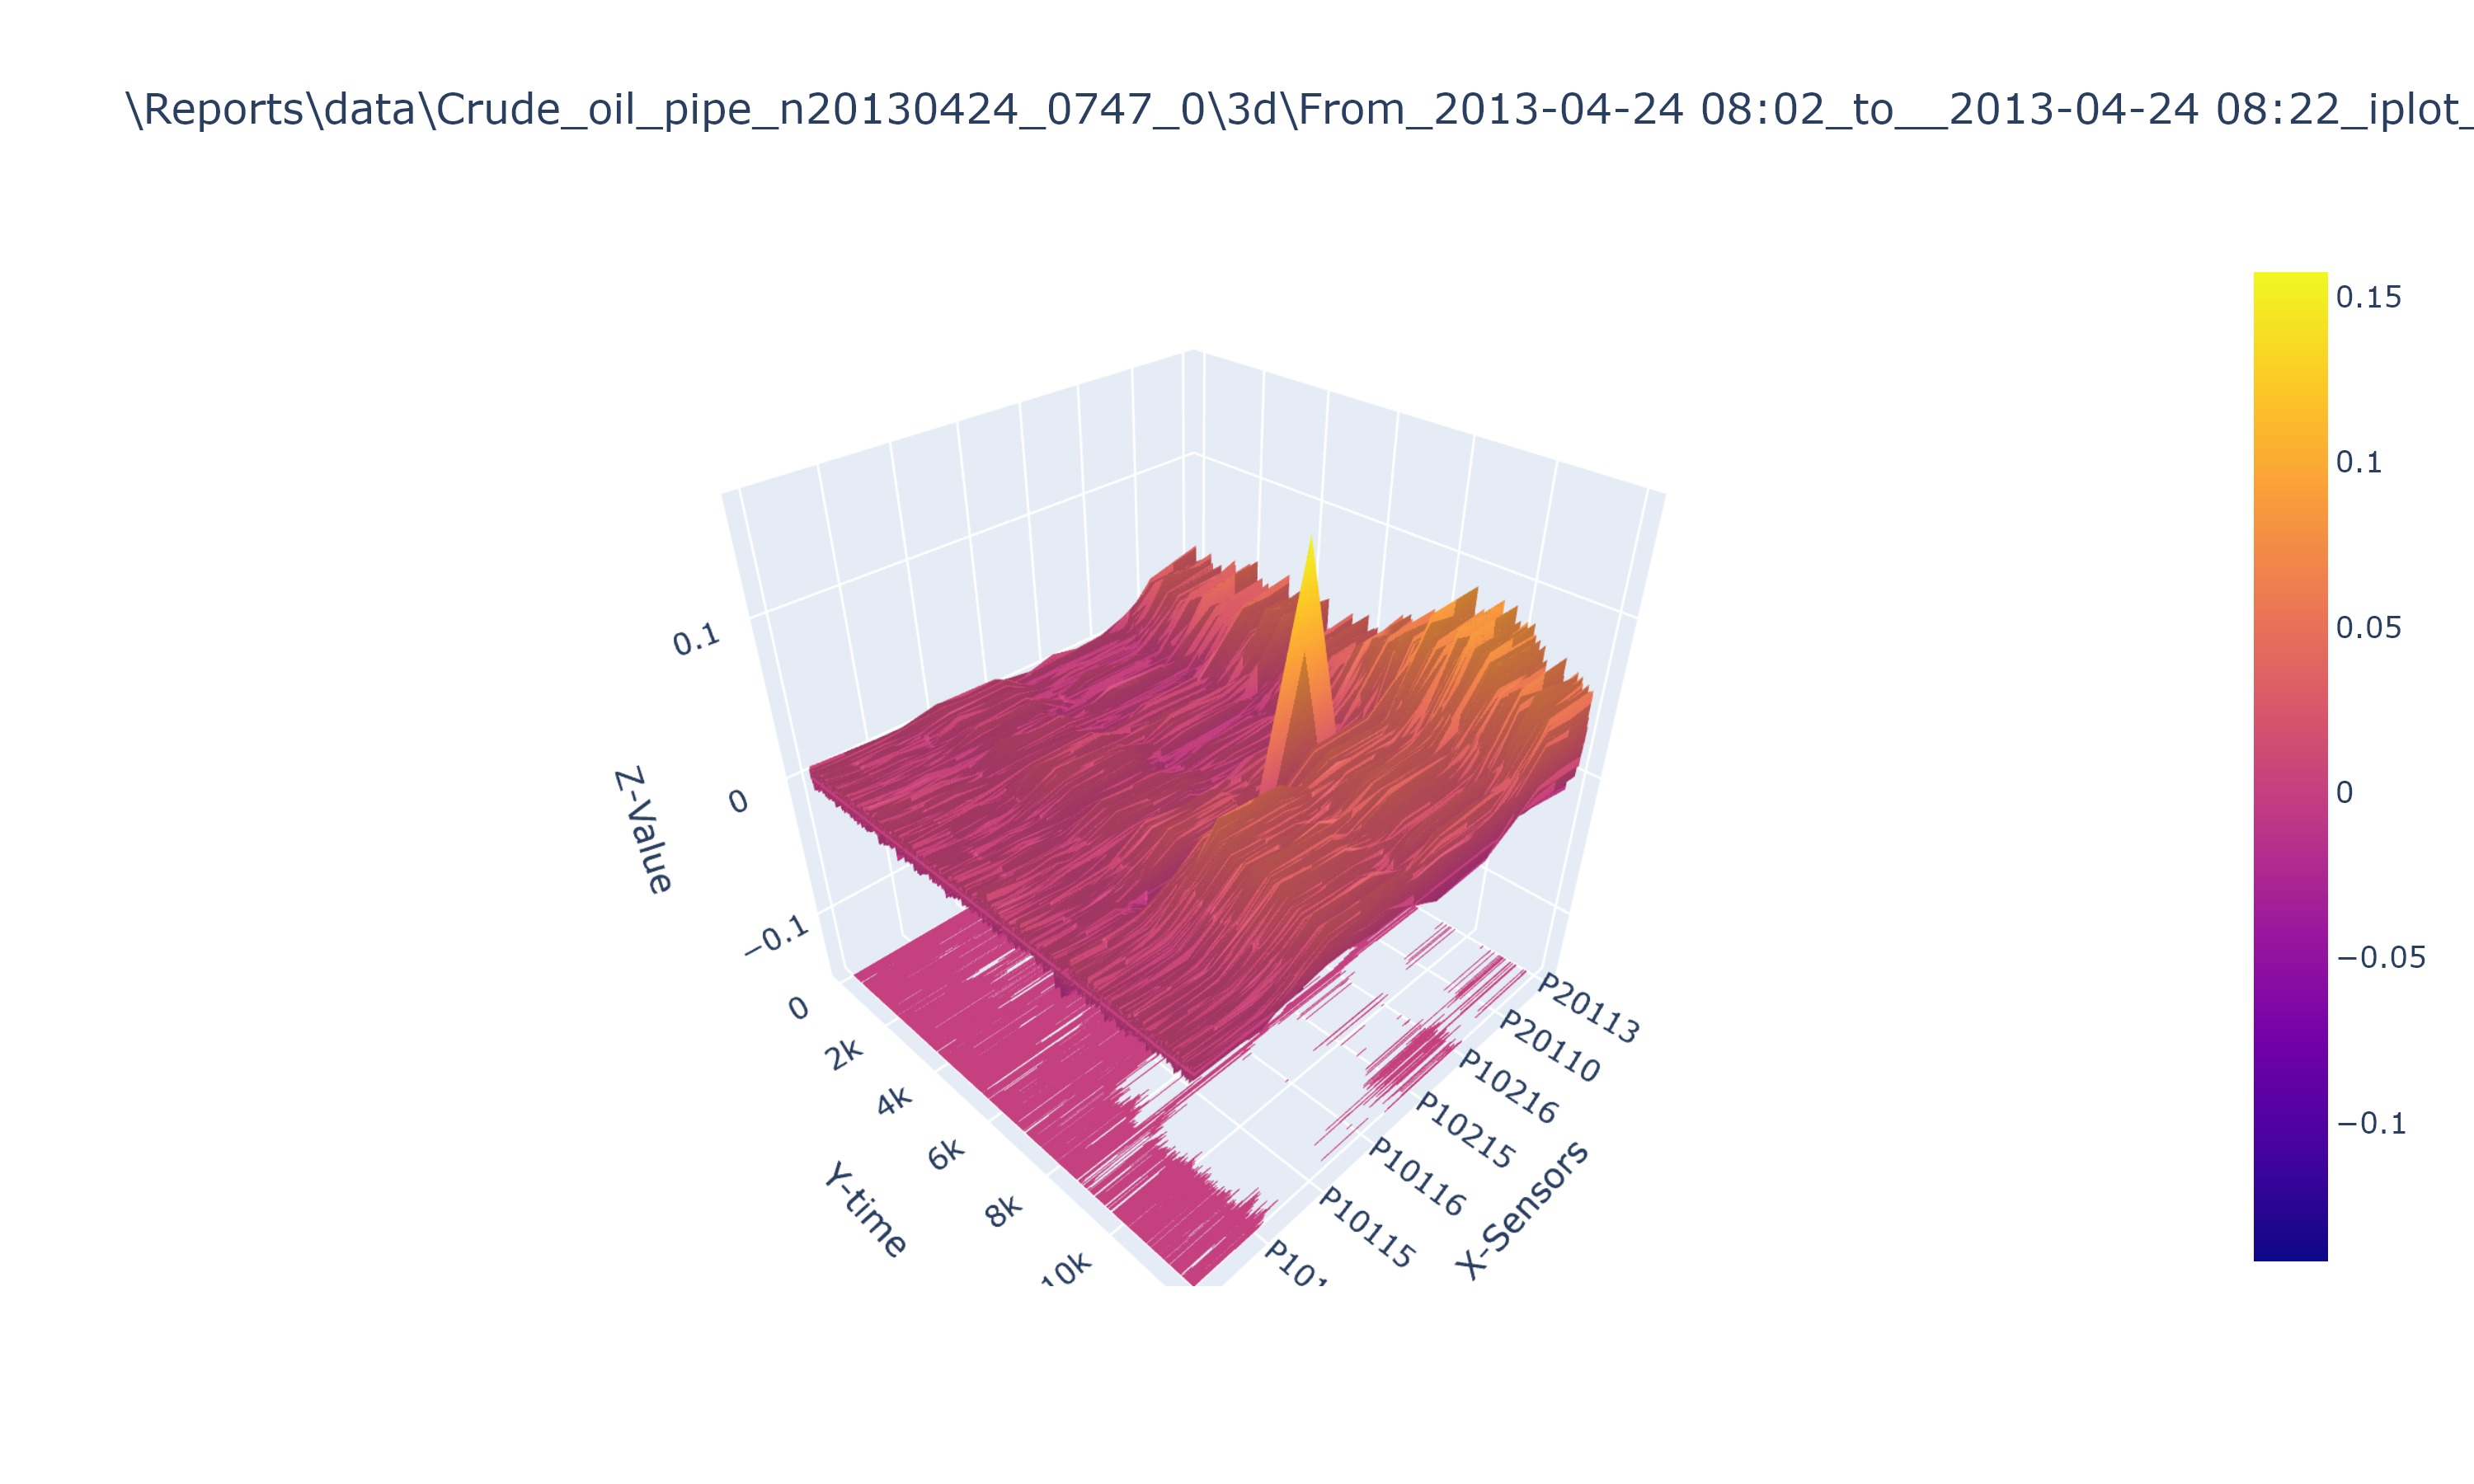 \Reports\data\Crude_oil_pipe_n20130424_0747_0\3d\From_2013-04-24 08:02_to__2013-04-24 08:22_iplot_
0.15
0.1
0.05
0
−0.05
−0.1
0.1
0
−0.1
Z-Value
0
2k
4k
6k
8k
10k
Y-time
P20113
P20110
P10216
P10215
P10116
P10115
P101
X-Sensors